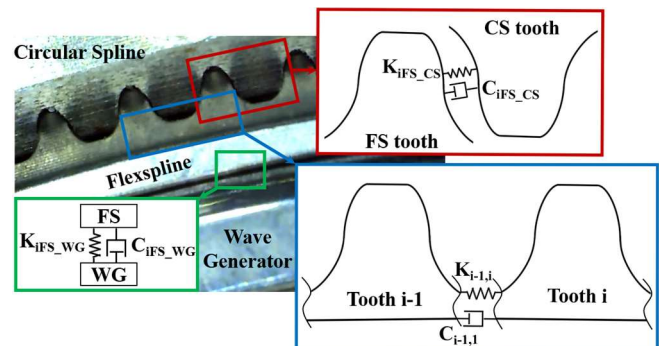 Circular Spline
Flexspline
Wave
Generator
CS tooth
KiFS_CS
CiFS_CS
FS tooth
FS
KiFS_WG
CiFS_WG
WG
Ki-1,i
Tooth i-1
Tooth i
Ci-1,1